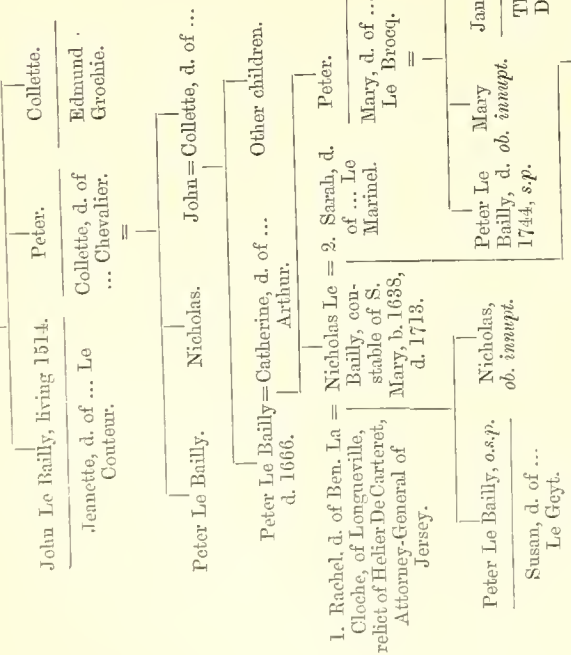 John Le Bailly, living 1514.
Peter.
Collette.
Jeanette, d. of ... Le
Couteur.
Collette, d. of
... Chevalier.
=
Edmund
Grochie.
Peter Le Bailly.
Nicholas.
John = Collette, d. of ...
Peter Le Bailly = Catherine, d. of ...
d. 1666.
Arthur.
Other children.
1. Rachel, d. of Ben. La
Cloche, of Longueville,
relict of Helier De Carteret,
Attorney-General of
Jersey.
= Nicholas Le
Bailly, con-
stable of S.
Mary, b. 1638,
d. 1713.
= 2. Sarah, d.
of ... Le
Marinel.
Peter.
Mary, d. of ...
Le Brocq.
=
Peter Le Bailly, o.s.p.
Nicholas,
ob. innupt.
Susan, d. of ...
Le Geyt.
Peter Le
Bailly, d.
1744, s.p.
Mary
ob. innupt.
Jan